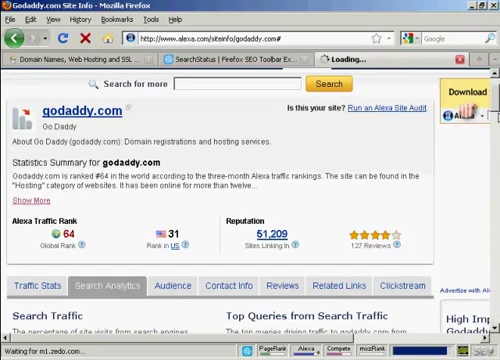 Godaddy.com Site Info - Mozilla Firefox
File Edit View History Bookmarks Tools Help
http://www.alexa.com/siteinfo/godaddy.com#
Google
Domain Names, Web Hosting and SSL ...
SearchStatus | Firefox SEO Toolbar Ex...
Loading...
Search for more
Search
Download
godaddy.com
Is this your site? Run an Alexa Site Audit.
Go Daddy
About Go Daddy (godaddy.com): Domain registrations and hosting services.
Statistics Summary for godaddy.com
Godaddy.com is ranked #64 in the world according to the three-month Alexa traffic rankings. The site can be found in the
"Hosting" category of websites. It has been online for more than twelve...
Show More
Alexa Traffic Rank
Reputation
64
31
51,209
Global Rank ?
Rank in US ?
Sites Linking In ?
127 Reviews ?
Traffic Stats
Search Analytics
Audience
Contact Info
Reviews
Related Links
Clickstream
Advertise with Al
Search Traffic
Top Queries from Search Traffic
High Im
The percentage of site visits from search engines
The top queries driving traffic to godaddy.com from
Waiting for m1.zedo.com...
PageRank
Alexa
Compete
mozRank